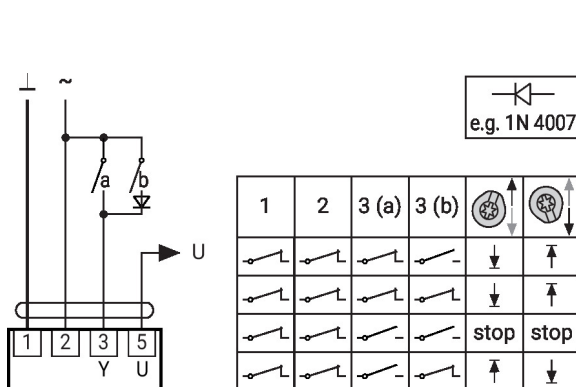 ⊥ ~
e.g. 1N 4007
a b
1 2 3 (a) 3 (b)
U
stop stop
1 2 3 5
Y U